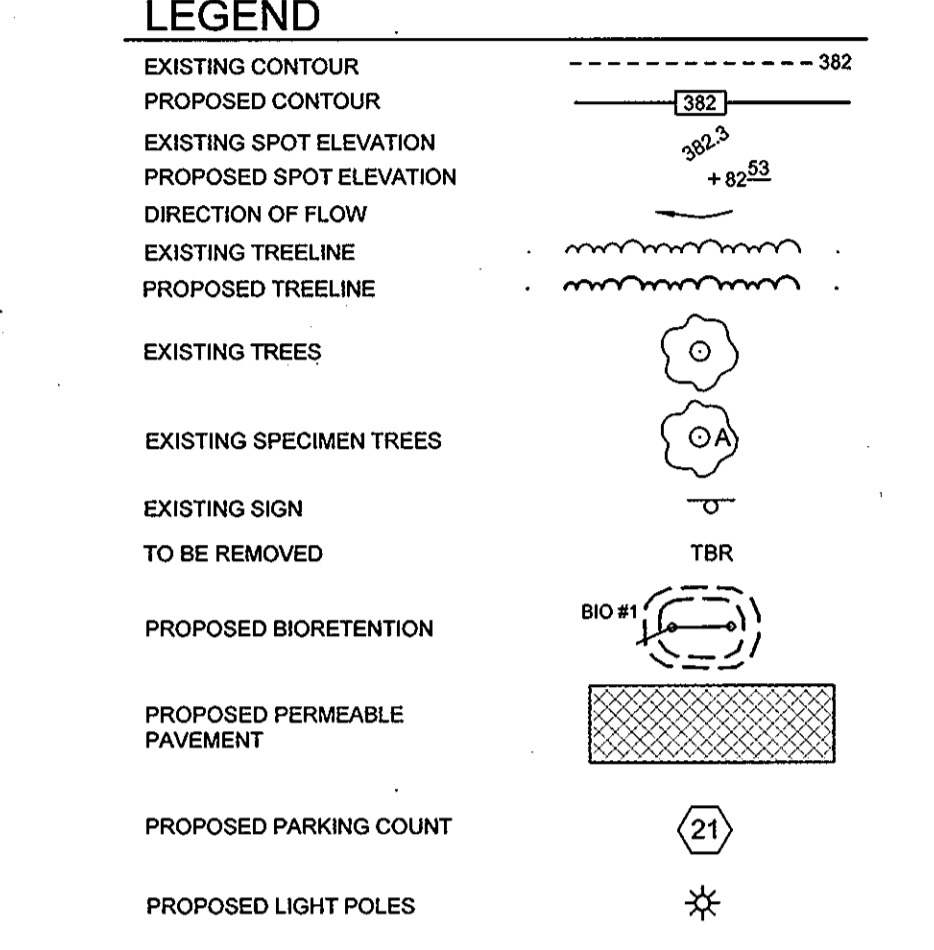 LEGEND
EXISTING CONTOUR 382
PROPOSED CONTOUR 382
EXISTING SPOT ELEVATION 382.3
PROPOSED SPOT ELEVATION +82 53
DIRECTION OF FLOW
EXISTING TREELINE
PROPOSED TREELINE
EXISTING TREES
EXISTING SPECIMEN TREES A
EXISTING SIGN
TO BE REMOVED TBR
PROPOSED BIORETENTION BIO #1
PROPOSED PERMEABLE
PAVEMENT
PROPOSED PARKING COUNT 21
PROPOSED LIGHT POLES